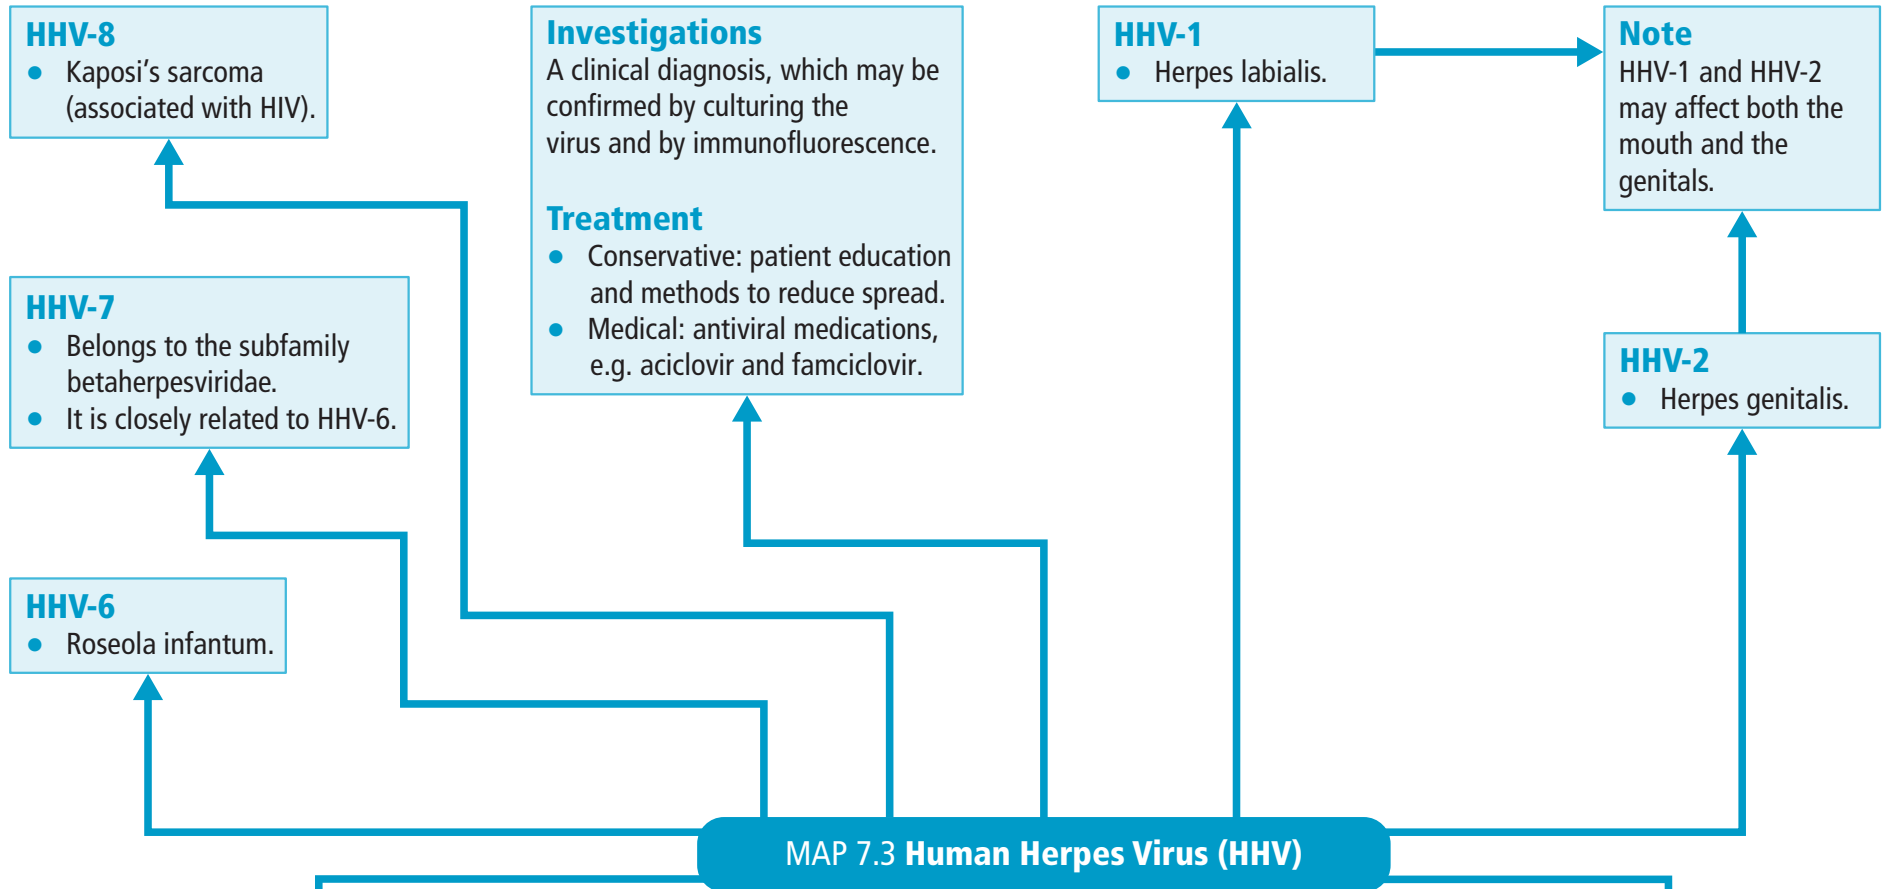 HHV-8
● Kaposi's sarcoma
(associated with HIV).
HHV-7
● Belongs to the subfamily
betaherpesviridae.
● It is closely related to HHV-6.
HHV-6
● Roseola infantum.
Investigations
A clinical diagnosis, which may be
confirmed by culturing the
virus and by immunofluorescence.
Treatment
● Conservative: patient education
and methods to reduce spread.
● Medical: antiviral medications,
e.g. aciclovir and famciclovir.
HHV-1
● Herpes labialis.
Note
HHV-1 and HHV-2
may affect both the
mouth and the
genitals.
HHV-2
● Herpes genitalis.
MAP 7.3 Human Herpes Virus (HHV)